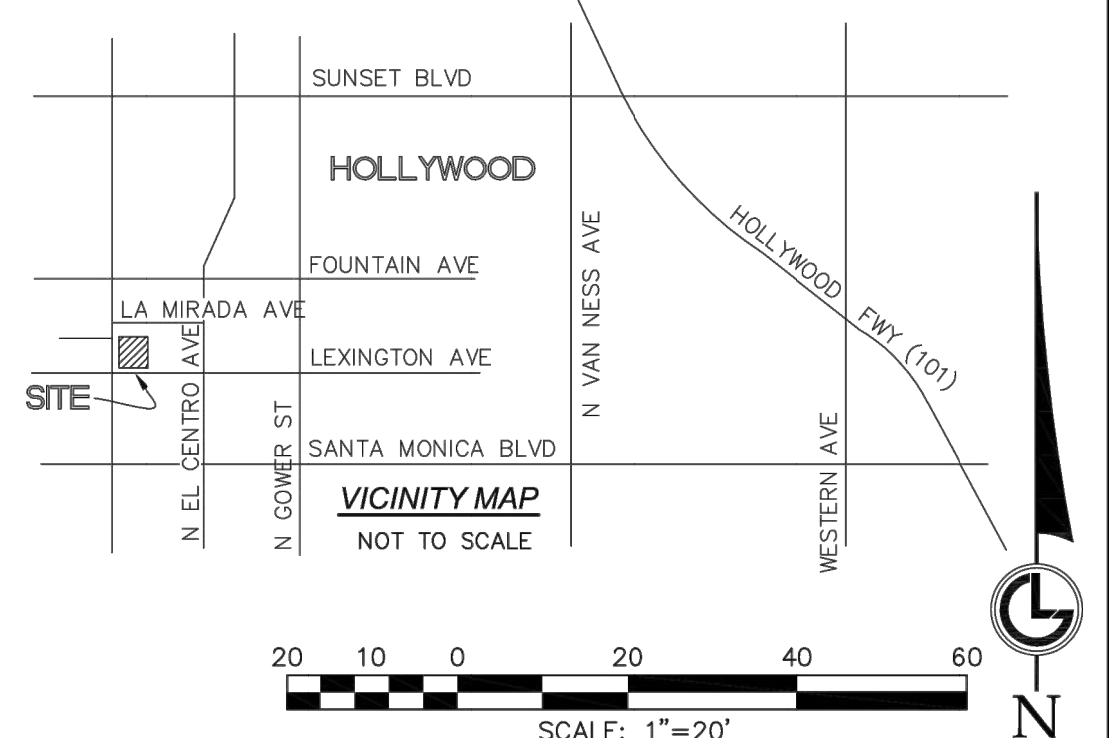 SUNSET BLVD
HOLLYWOOD
N VAN NESS AVE
HOLLYWOOD FWY (101)
FOUNTAIN AVE
LA MIRADA AVE
LEXINGTON AVE
SITE
N EL CENTRO AVE
N GOWER ST
SANTA MONICA BLVD
WESTERN AVE
VICINITY MAP
NOT TO SCALE
20 10 0 20 40 60
SCALE: 1"=20'
N